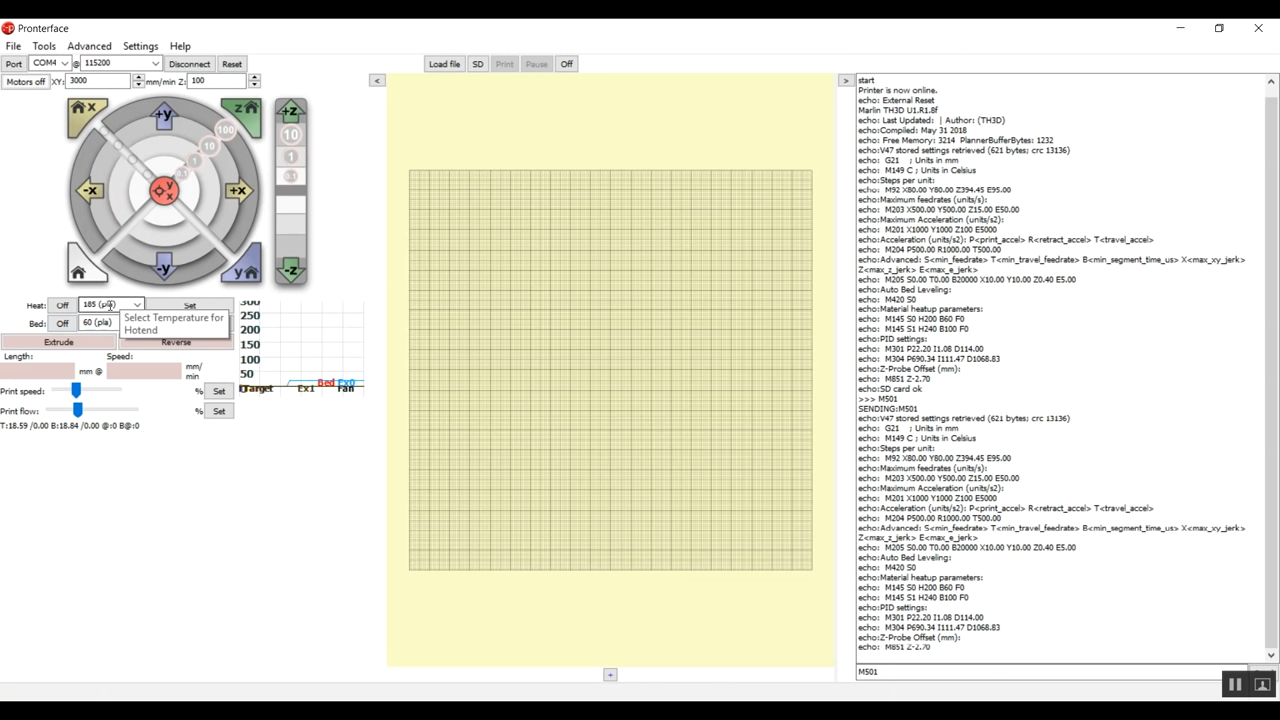 Pronterface
File Tools Advanced Settings Help
Port COM4 @ 115200 Disconnect Reset Load file SD Print Pause Off
Motors off XY: 3000 mm/min Z: 100
< >
x +y z
+z
100
10
1
10
1
0.1
-x y x +x
-y y -z
Heat: Off 185 (pla) Set
Select Temperature for
Hotend
Bed: Off 60 (pla)
Extrude Reverse
Length: Speed:
mm @ mm/
min
Print speed: % Set
Print flow: % Set
T:18.59 /0.00 B:18.84 /0.00 @:0 B@:0
300
250
200
150
100
50
Bed Ex0
Target Ex1 Fan
+
start
Printer is now online.
echo: External Reset
Marlin TH3D U1.R1.8f
echo: Last Updated: | Author: (TH3D)
echo:Compiled: May 31 2018
echo: Free Memory: 3214 PlannerBufferBytes: 1232
echo:V47 stored settings retrieved (621 bytes; crc 13136)
echo: G21 ; Units in mm
echo: M149 C ; Units in Celsius
echo:Steps per unit:
echo: M92 X80.00 Y80.00 Z394.45 E95.00
echo:Maximum feedrates (units/s):
echo: M203 X500.00 Y500.00 Z15.00 E50.00
echo:Maximum Acceleration (units/s2):
echo: M201 X1000 Y1000 Z100 E5000
echo:Acceleration (units/s2): P<print_accel> R<retract_accel> T<travel_accel>
echo: M204 P500.00 R1000.00 T500.00
echo:Advanced: S<min_feedrate> T<min_travel_feedrate> B<min_segment_time_us> X<max_xy_jerk>
Z<max_z_jerk> E<max_e_jerk>
echo: M205 S0.00 T0.00 B20000 X10.00 Y10.00 Z0.40 E5.00
echo:Auto Bed Leveling:
echo: M420 S0
echo:Material heatup parameters:
echo: M145 S0 H200 B60 F0
echo: M145 S1 H240 B100 F0
echo:PID settings:
echo: M301 P22.20 I1.08 D114.00
echo: M304 P690.34 I111.47 D1068.83
echo:Z-Probe Offset (mm):
echo: M851 Z-2.70
echo:SD card ok
>>> M501
SENDING:M501
echo:V47 stored settings retrieved (621 bytes; crc 13136)
echo: G21 ; Units in mm
echo: M149 C ; Units in Celsius
echo:Steps per unit:
echo: M92 X80.00 Y80.00 Z394.45 E95.00
echo:Maximum feedrates (units/s):
echo: M203 X500.00 Y500.00 Z15.00 E50.00
echo:Maximum Acceleration (units/s2):
echo: M201 X1000 Y1000 Z100 E5000
echo:Acceleration (units/s2): P<print_accel> R<retract_accel> T<travel_accel>
echo: M204 P500.00 R1000.00 T500.00
echo:Advanced: S<min_feedrate> T<min_travel_feedrate> B<min_segment_time_us> X<max_xy_jerk>
Z<max_z_jerk> E<max_e_jerk>
echo: M205 S0.00 T0.00 B20000 X10.00 Y10.00 Z0.40 E5.00
echo:Auto Bed Leveling:
echo: M420 S0
echo:Material heatup parameters:
echo: M145 S0 H200 B60 F0
echo: M145 S1 H240 B100 F0
echo:PID settings:
echo: M301 P22.20 I1.08 D114.00
echo: M304 P690.34 I111.47 D1068.83
echo:Z-Probe Offset (mm):
echo: M851 Z-2.70
M501